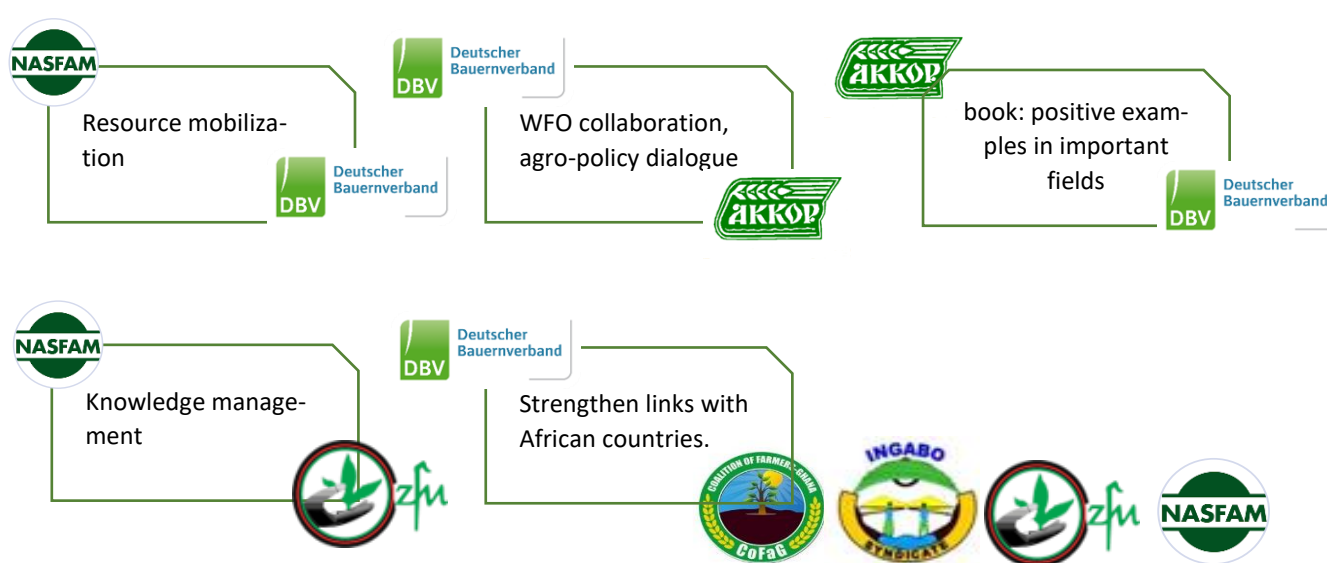 NASFAM
Resource mobiliza-
tion
DBV
Deutscher
Bauernverband
DBV
Deutscher
Bauernverband
WFO collaboration,
agro-policy dialogue
АККОР
АККОР
book: positive exam-
ples in important
fields
DBV
Deutscher
Bauernverband
NASFAM
Knowledge manage-
ment
zfu
DBV
Deutscher
Bauernverband
Strengthen links with
African countries.
COALITION OF FARMERS-GHANA
CoFaG
INGABO
SYNDICATE
zfu
NASFAM